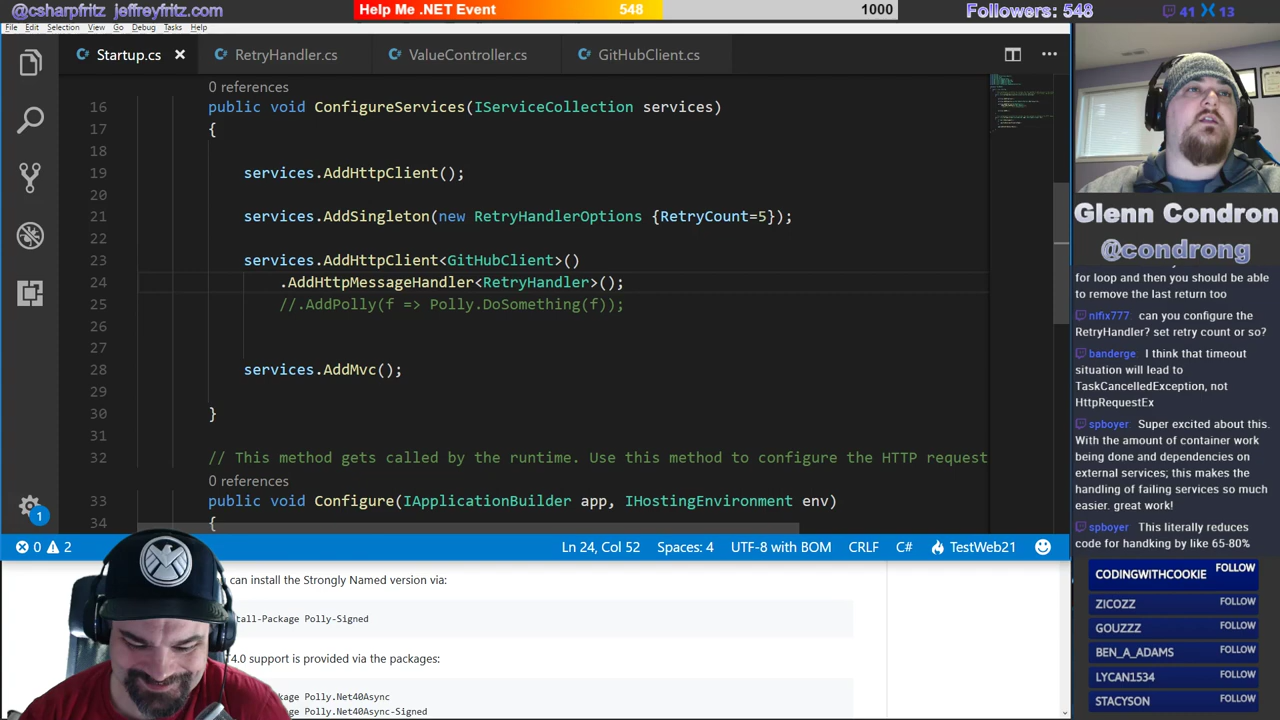 @csharpfritz jeffreyfritz.com
Help Me .NET Event 548 1000
Followers: 548 41 13
File Edit Selection View Go Debug Tasks Help
Startup.cs RetryHandler.cs ValueController.cs GitHubClient.cs
0 references
16 public void ConfigureServices(IServiceCollection services)
17 {
18
19 services.AddHttpClient();
20
21 services.AddSingleton(new RetryHandlerOptions {RetryCount=5});
22
23 services.AddHttpClient<GitHubClient>()
24 .AddHttpMessageHandler<RetryHandler>();
25 //.AddPolly(f => Polly.DoSomething(f));
26
27
28 services.AddMvc();
29
30 }
31
32 // This method gets called by the runtime. Use this method to configure the HTTP request
0 references
33 public void Configure(IApplicationBuilder app, IHostingEnvironment env)
34 {
1
0 2 Ln 24, Col 52 Spaces: 4 UTF-8 with BOM CRLF C# TestWeb21
can install the Strongly Named version via:
tall-Package Polly-Signed
T4.0 support is provided via the packages:
ackage Polly.Net40Async
ackage Polly.Net40Async-Signed
Glenn Condron
@condrong
for loop and then you should be able
to remove the last return too
nifix777 can you configure the
RetryHandler? set retry count or so?
banderge I think that timeout
situation will lead to
TaskCancelledException, not
HttpRequestEx
spboyer Super excited about this.
With the amount of container work
being done and dependencies on
external services; this makes the
handling of failing services so much
easier. great work!
spboyer This literally reduces
code for handking by like 65-80%
CODINGWITHCOOKIE FOLLOW
ZICOZZ FOLLOW
GOUZZZ FOLLOW
BEN_A_ADAMS FOLLOW
LYCAN1534 FOLLOW
STACYSON FOLLOW